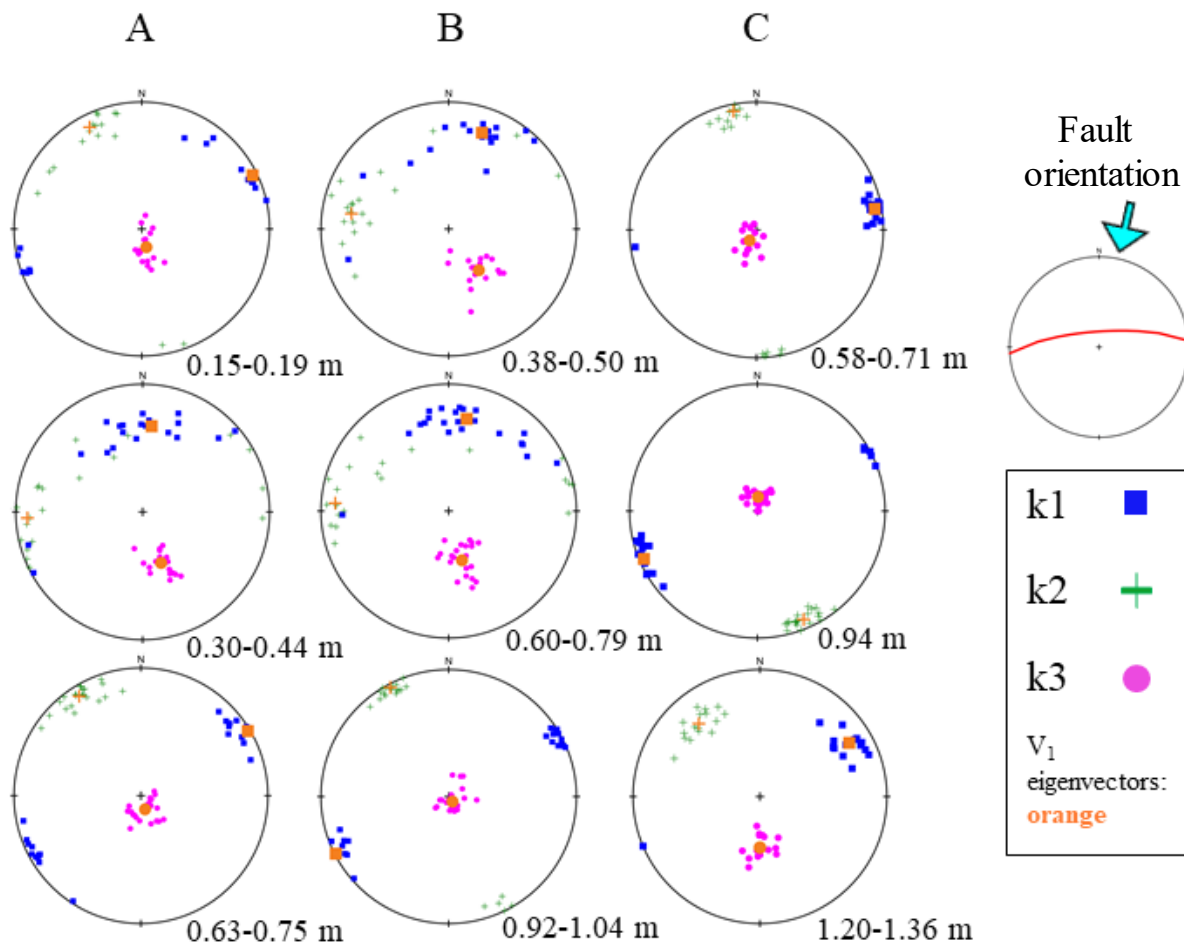 A
B
C
N
N
N
0.15-0.19 m
0.38-0.50 m
0.58-0.71 m
Fault
orientation
N
N
N
0.30-0.44 m
0.60-0.79 m
0.94 m
N
N
N
0.63-0.75 m
0.92-1.04 m
1.20-1.36 m
k1
k2
k3
V1
eigenvectors:
orange